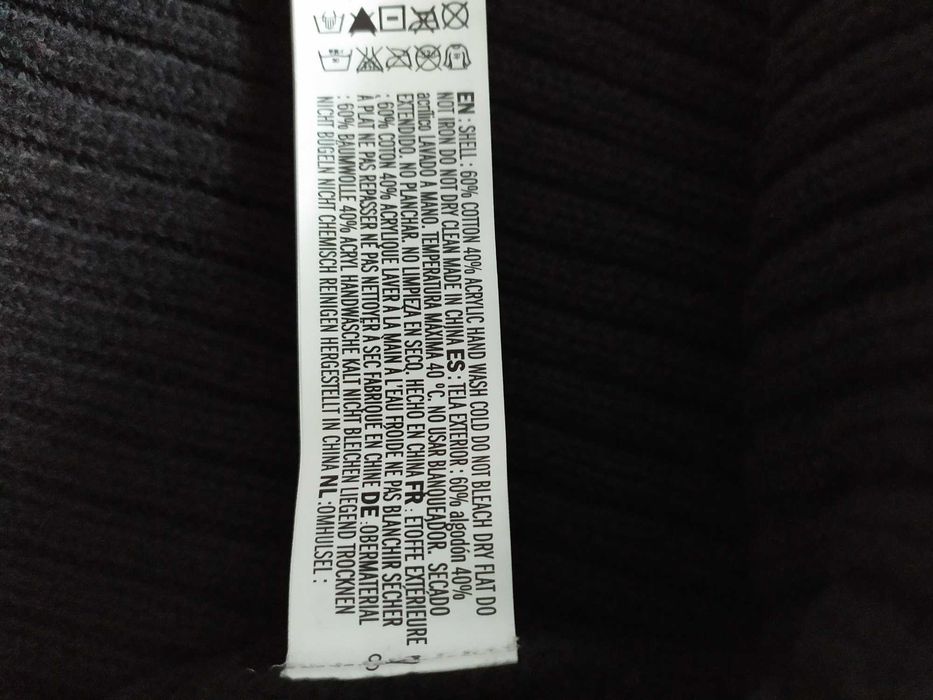 EN : SHELL : 60% COTTON 40% ACRYLIC HAND WASH COLD DO NOT BLEACH DRY FLAT DO
NOT IRON DO NOT DRY CLEAN MADE IN CHINA ES : TELA EXTERIOR : 60% algodón 40%
acrílico LAVADO A MANO. TEMPERATURA MAXIMA 40 °C. NO USAR BLANQUEADOR. SECADO
EXTENDIDO. NO PLANCHAR. NO LIMPIEZA EN SECO. HECHO EN CHINA FR : ETOFFE EXTÉRIEURE
: 60% COTON 40% ACRYLIQUE LAVER À LA MAIN À L'EAU FROIDE NE PAS BLANCHIR SÉCHER
À PLAT NE PAS REPASSER NE PAS NETTOYER À SEC FABRIQUÉ EN CHINE DE : OBERMATERIAL
: 60% BAUMWOLLE 40% ACRYL HANDWÄSCHE KALT NICHT BLEICHEN LIEGEND TROCKNEN
NICHT BÜGELN NICHT CHEMISCH REINIGEN HERGESTELLT IN CHINA NL :OMHULSEL :